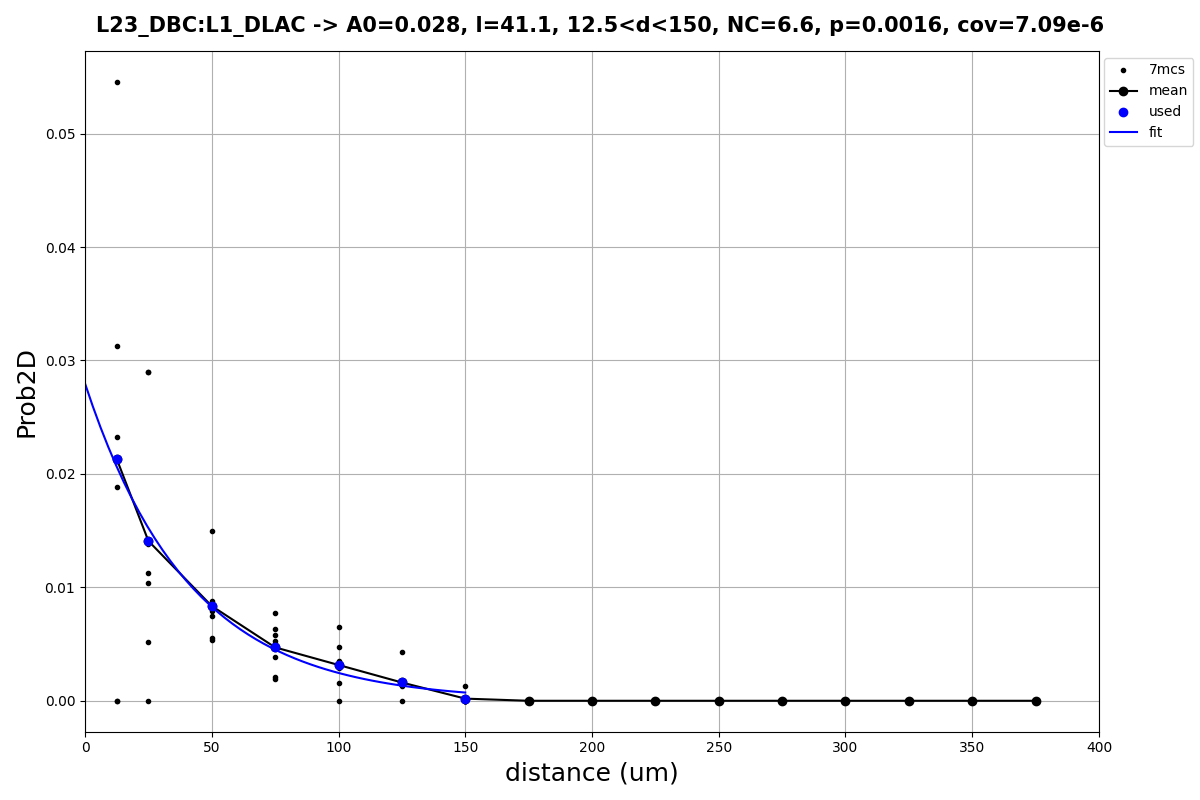 L23_DBC:L1_DLAC -> A0=0.028, l=41.1, 12.5<d<150, NC=6.6, p=0.0016, cov=7.09e-6
7mcs
mean
used
fit
0.05
0.04
0.03
0.02
0.01
0.00
Prob2D
0 50 100 150 200 250 300 350 400
distance (um)